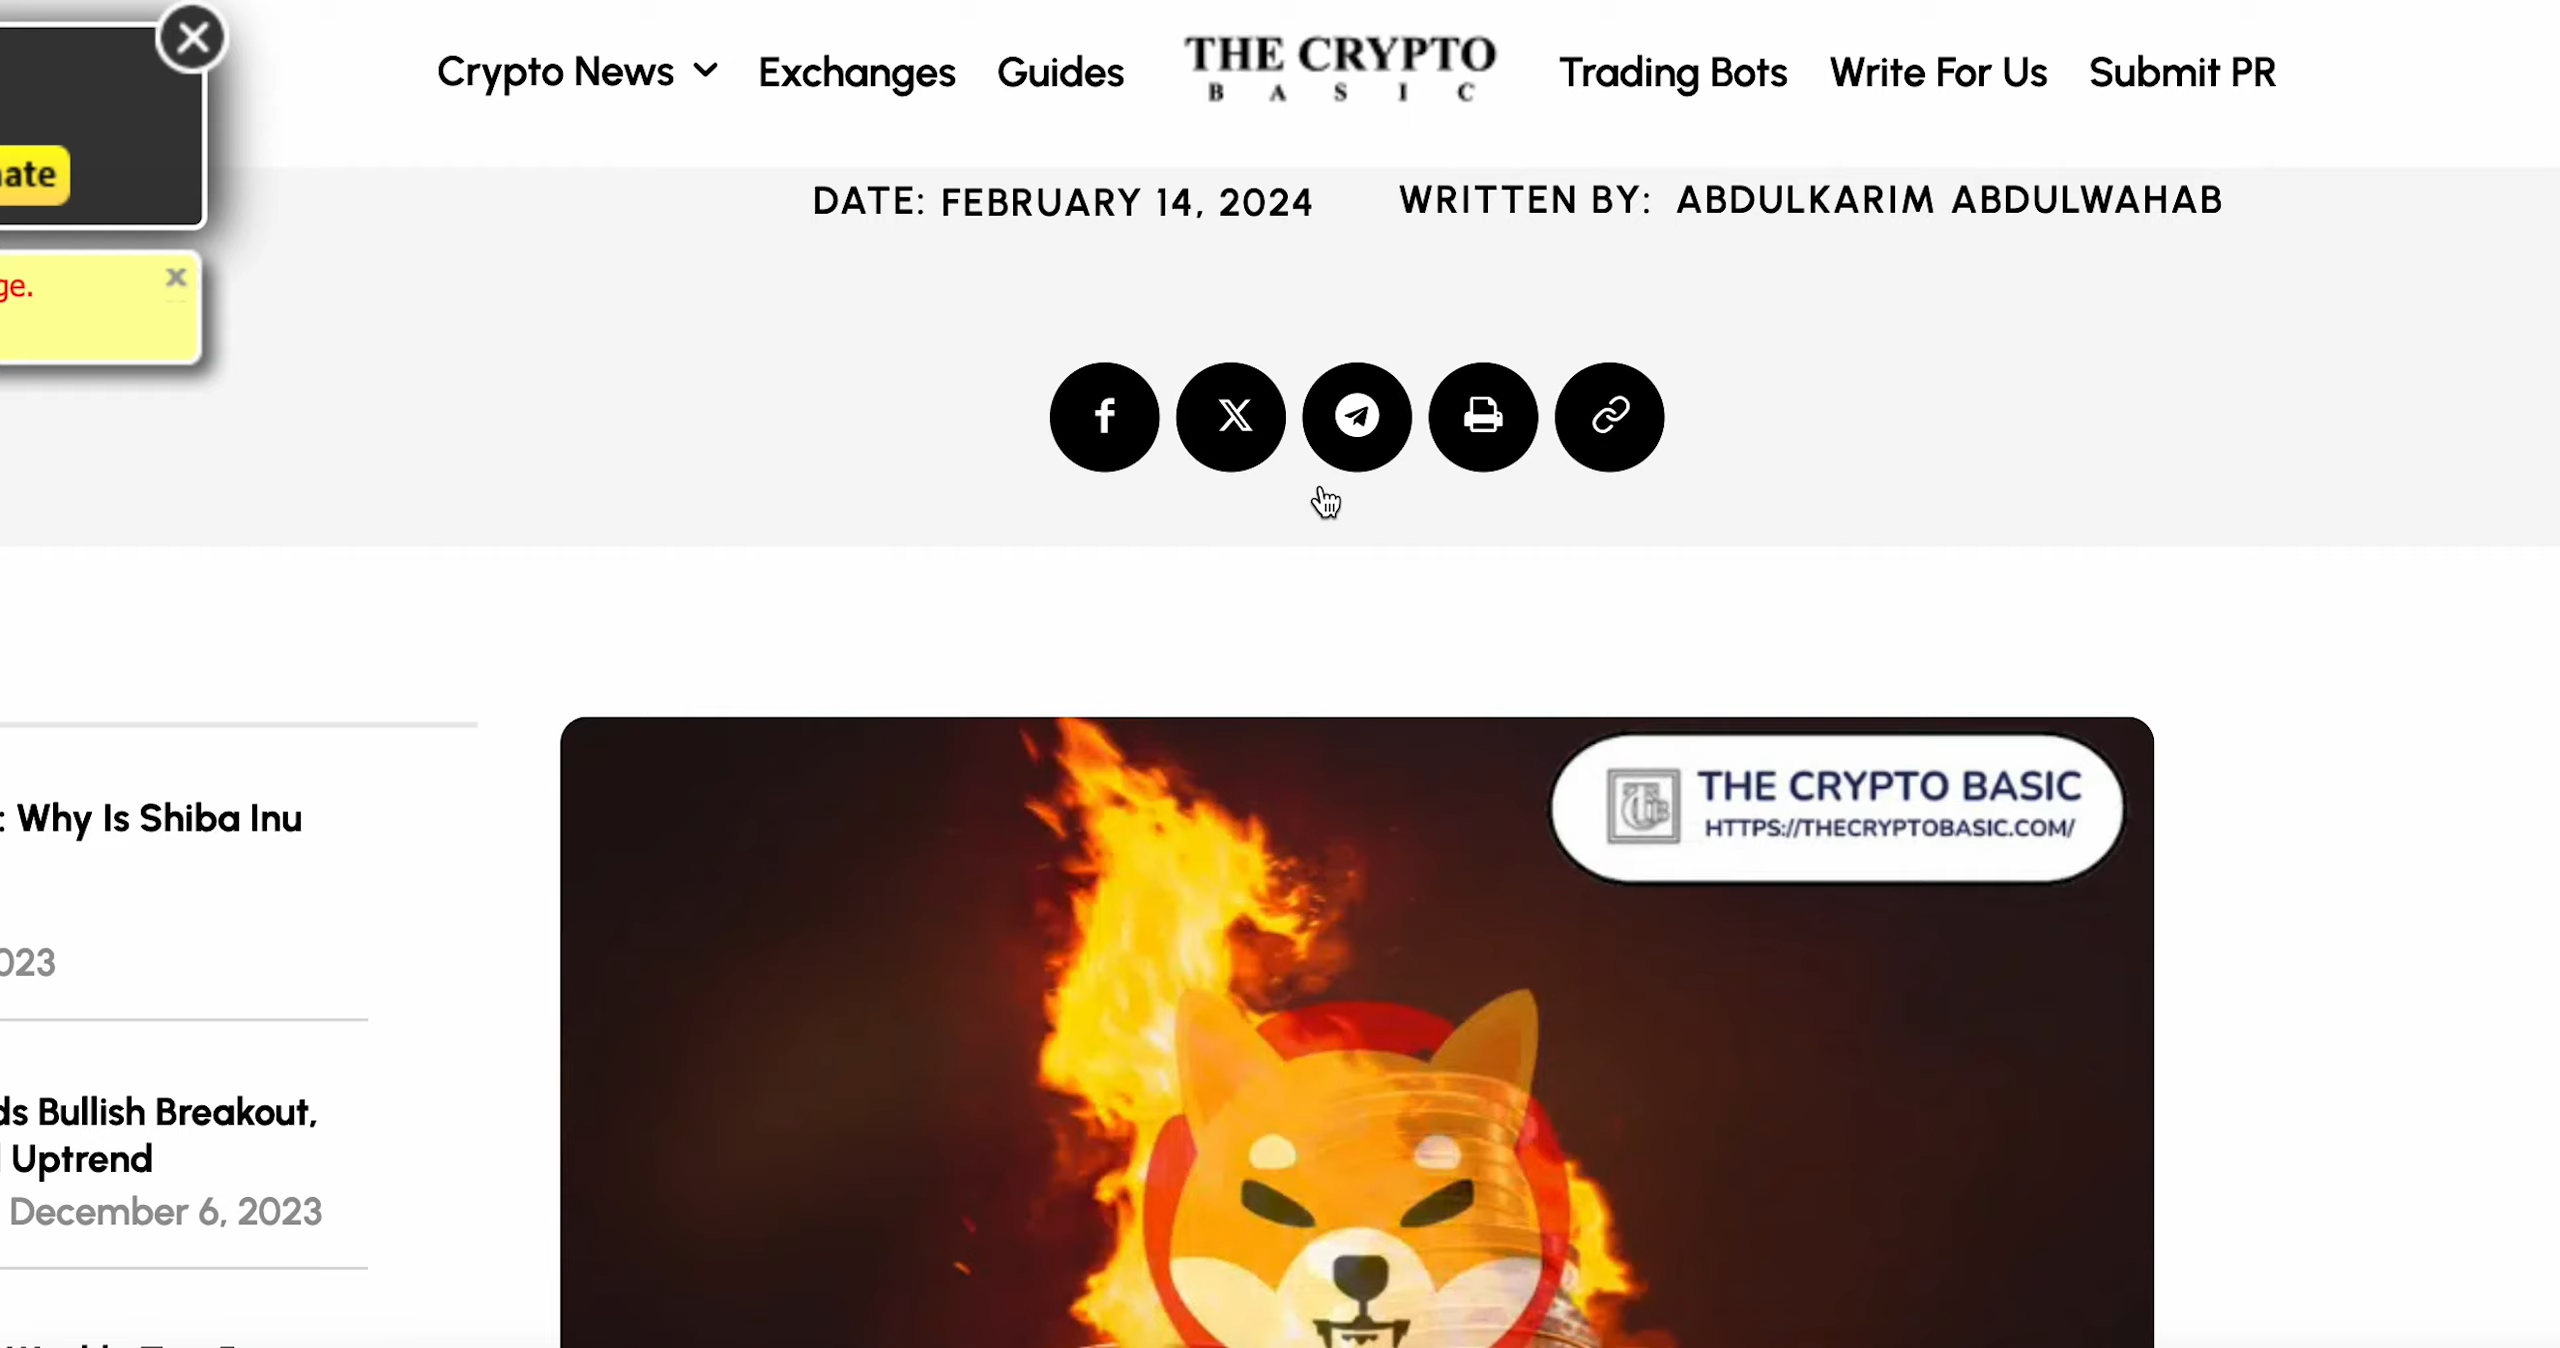 Crypto News Exchanges Guides THE CRYPTO Trading Bots Write For Us Submit PR
BASIC
ate
DATE: FEBRUARY 14, 2024 WRITTEN BY: ABDULKARIM ABDULWAHAB
ge.
x
f
X
THE CRYPTO BASIC
HTTPS://THECRYPTOBASIC.COM/
: Why Is Shiba Inu
023
ds Bullish Breakout,
Uptrend
December 6, 2023